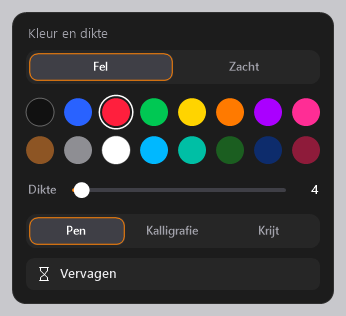 Kleur en dikte
Fel Zacht
Dikte 4
Pen Kalligrafie Krijt
Vervagen